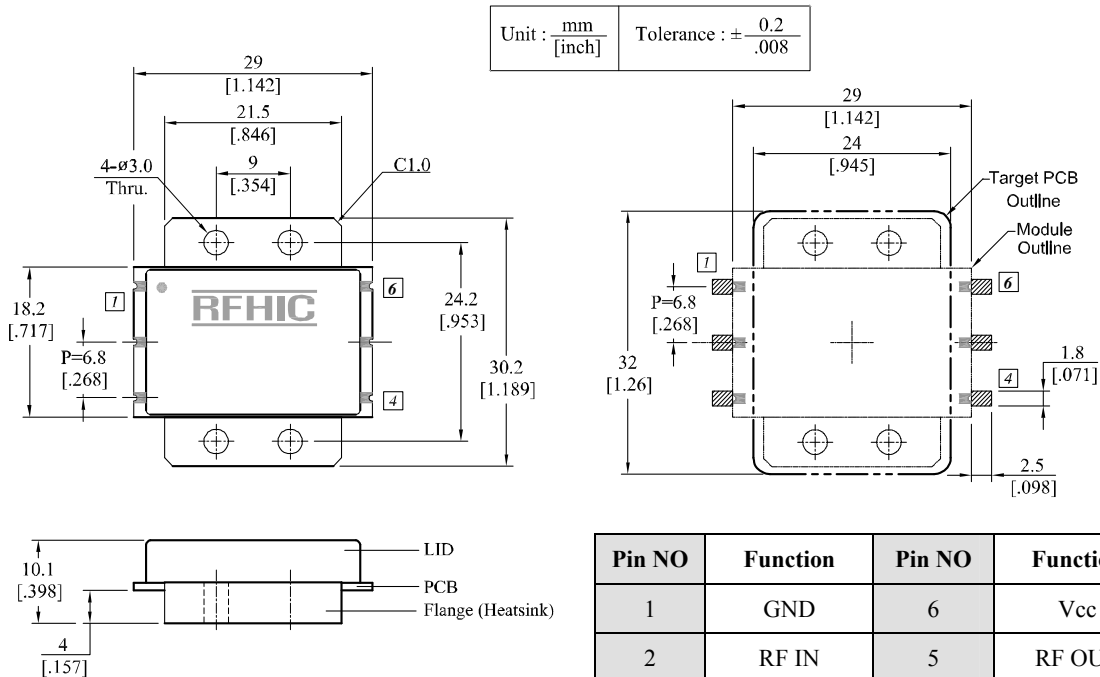 Unit : mm [inch] Tolerance : ± 0.2 .008
29
[1.142]
21.5
[.846]
4-ø3.0
Thru.
9
[.354]
C1.0
1
6
RFHIC
18.2
[.717]
P=6.8
[.268]
4
24.2
[.953]
30.2
[1.189]
29
[1.142]
24
[.945]
Target PCB
Outline
Module
Outline
1
6
P=6.8
[.268]
32
[1.26]
4
1.8
[.071]
2.5
[.098]
10.1
[.398]
4
[.157]
LID
PCB
Flange (Heatsink)
Pin NO Function Pin NO
1 GND 6 Vcc
2 RF IN 5 RF